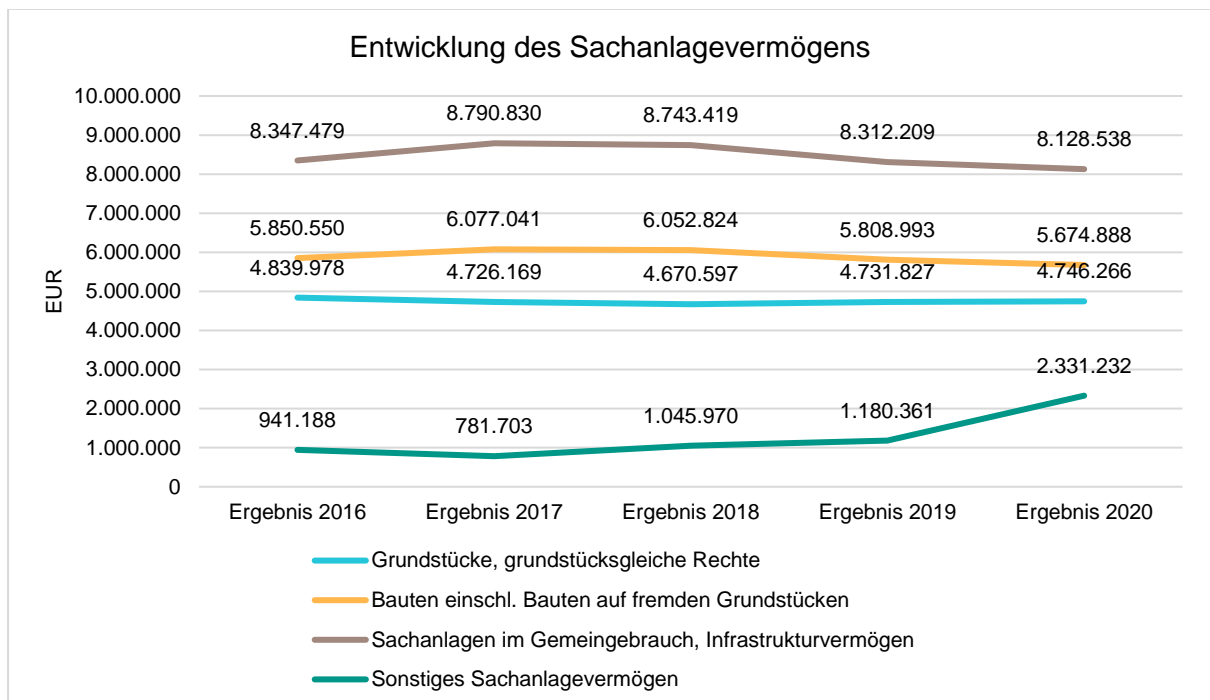 Entwicklung des Sachanlagevermögens
EUR
10.000.000
9.000.000
8.000.000
7.000.000
6.000.000
5.000.000
4.000.000
3.000.000
2.000.000
1.000.000
0
8.347.479 8.790.830 8.743.419 8.312.209 8.128.538
5.850.550 6.077.041 6.052.824 5.808.993 5.674.888
4.839.978 4.726.169 4.670.597 4.731.827 4.746.266
941.188 781.703 1.045.970 1.180.361 2.331.232
Ergebnis 2016 Ergebnis 2017 Ergebnis 2018 Ergebnis 2019 Ergebnis 2020
Grundstücke, grundstücksgleiche Rechte
Bauten einschl. Bauten auf fremden Grundstücken
Sachanlagen im Gemeingebrauch, Infrastrukturvermögen
Sonstiges Sachanlagevermögen